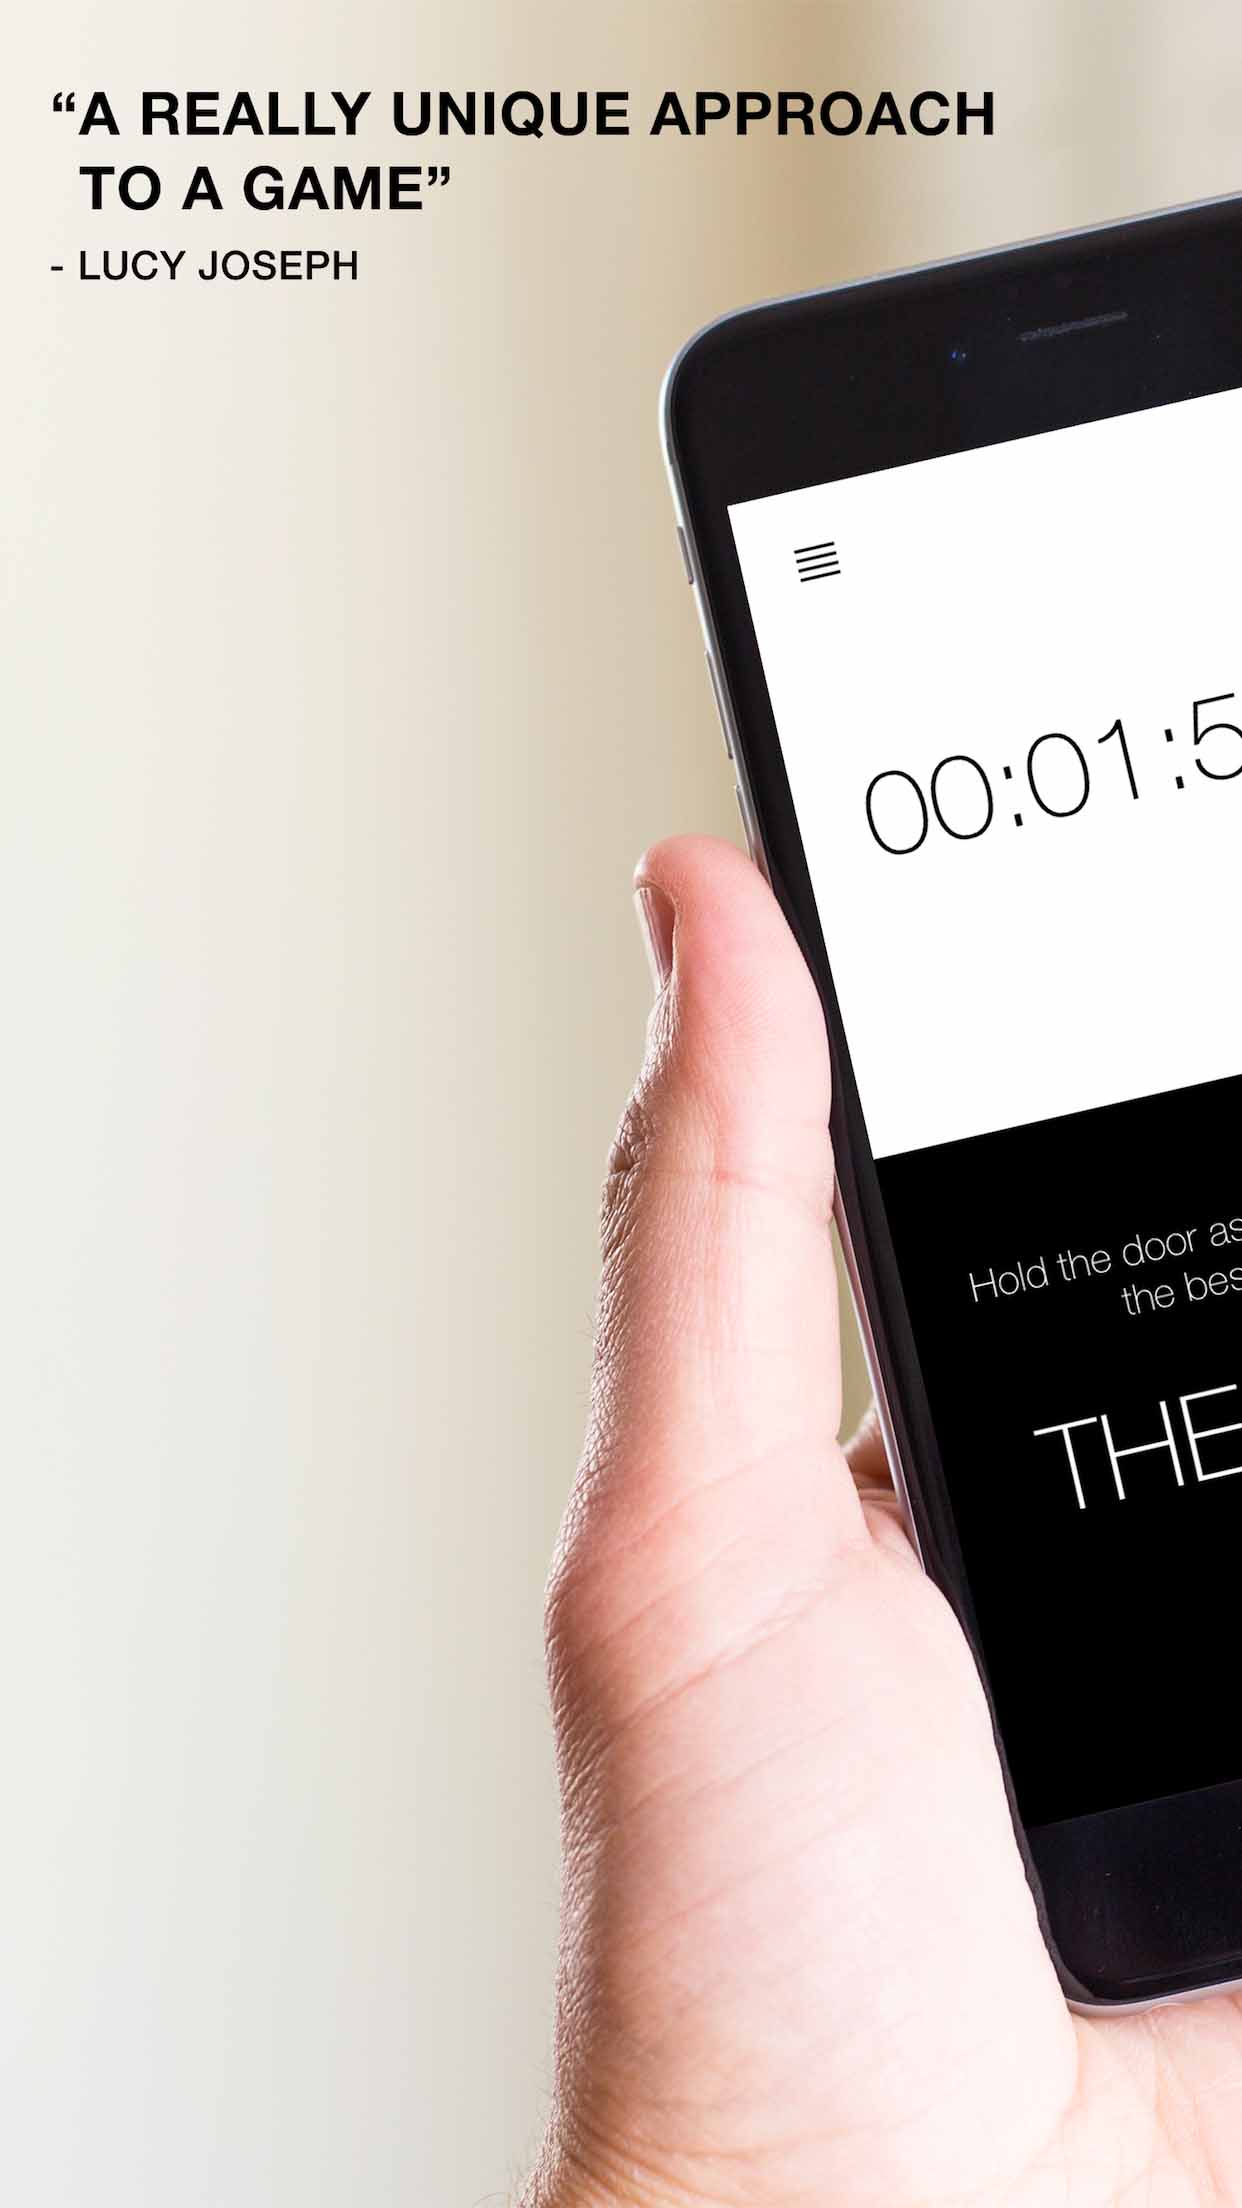 “A REALLY UNIQUE APPROACH
TO A GAME”
- LUCY JOSEPH
00:01:5
Hold the door as
the bes
THE